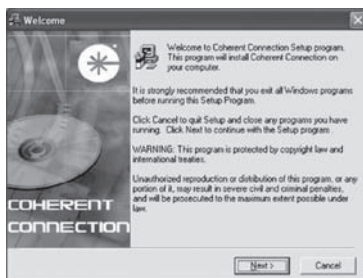 Welcome
Welcome to Coherent Connection Setup program.
This program will install Coherent Connection on
your computer.
It is strongly recommended that you exit all Windows programs
before running this Setup Program.
Click Cancel to quit Setup and close any programs you have
running. Click Next to continue with the Setup program.
WARNING: This program is protected by copyright law and
international treaties.
Unauthorized reproduction or distribution of this program, or any
portion of it, may result in severe civil and criminal penalties,
and will be prosecuted to the maximum extent possible under
law.
COHERENT
CONNECTION
Next >
Cancel